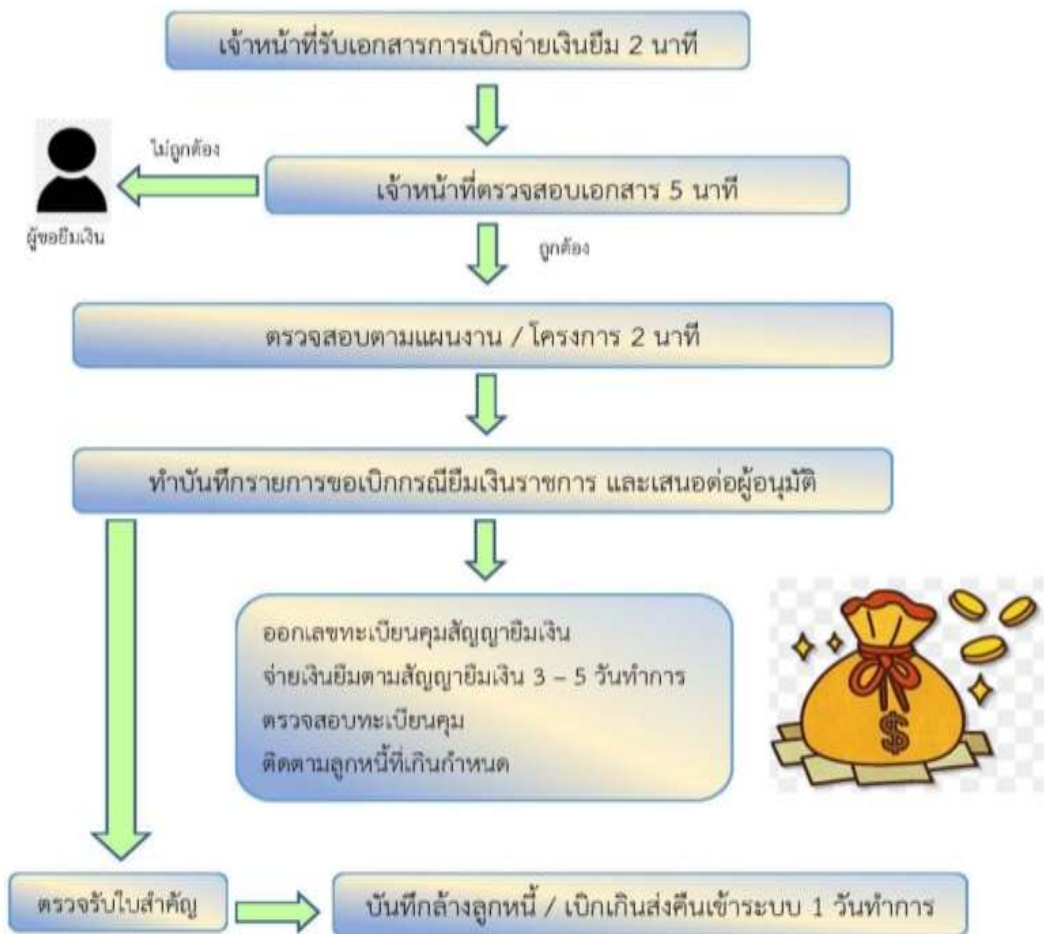 เจ้าหน้าที่รับเอกสารการเบิกจ่ายเงินยืม 2 นาที
ไม่ถูกต้อง
เจ้าหน้าที่ตรวจสอบเอกสาร 5 นาที
ผู้ขอยืมเงิน
ถูกต้อง
ตรวจสอบตามแผนงาน / โครงการ 2 นาที
ทำบันทึกรายการขอเบิกกรณียืมเงินราชการ และเสนอต่อผู้อนุมัติ
ออกเลขทะเบียนคุมสัญญายืมเงิน
จ่ายเงินยืมตามสัญญายืมเงิน 3 – 5 วันทำการ
ตรวจสอบทะเบียนคุม
ติดตามลูกหนี้ที่เกินกำหนด
$
ตรวจรับใบสำคัญ
บันทึกล้างลูกหนี้ / เบิกเกินส่งคืนเข้าระบบ 1 วันทำการ